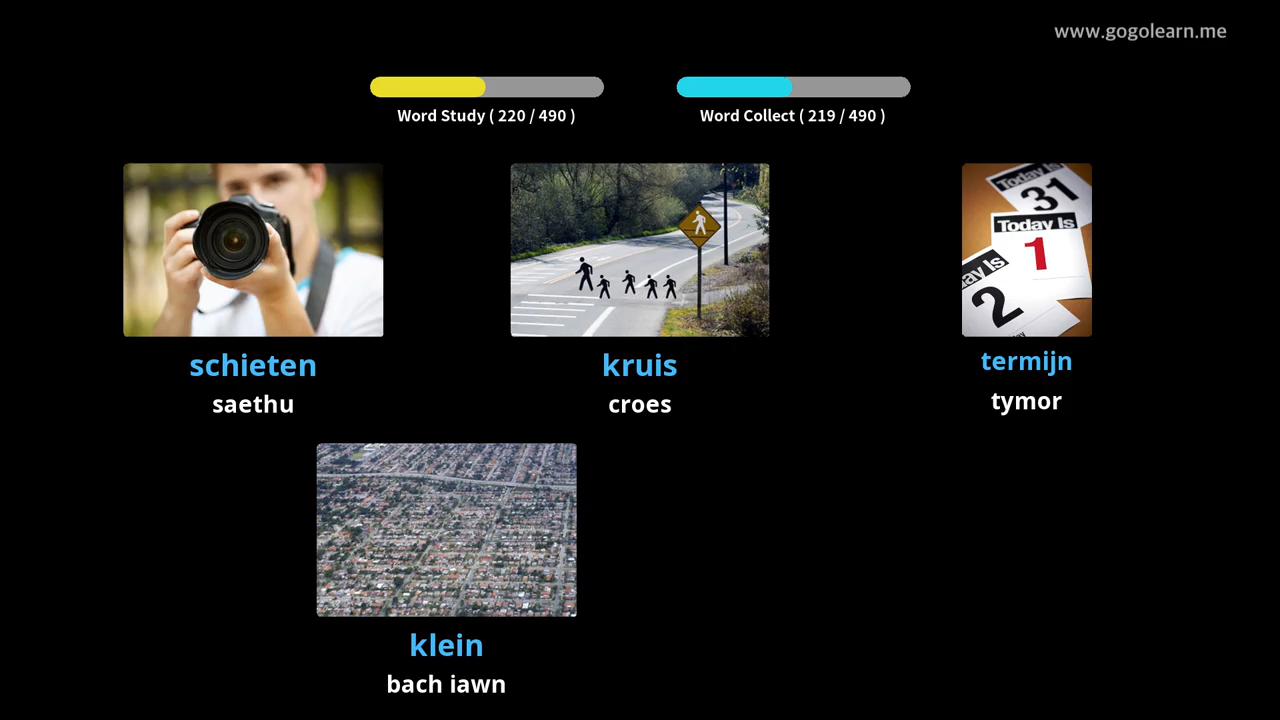 www.gogolearn.me
Word Study ( 220 / 490 )
Word Collect ( 219 / 490 )
Today Is
31
Today Is
1
ay Is
2
schieten
saethu
kruis
croes
termijn
tymor
klein
bach iawn